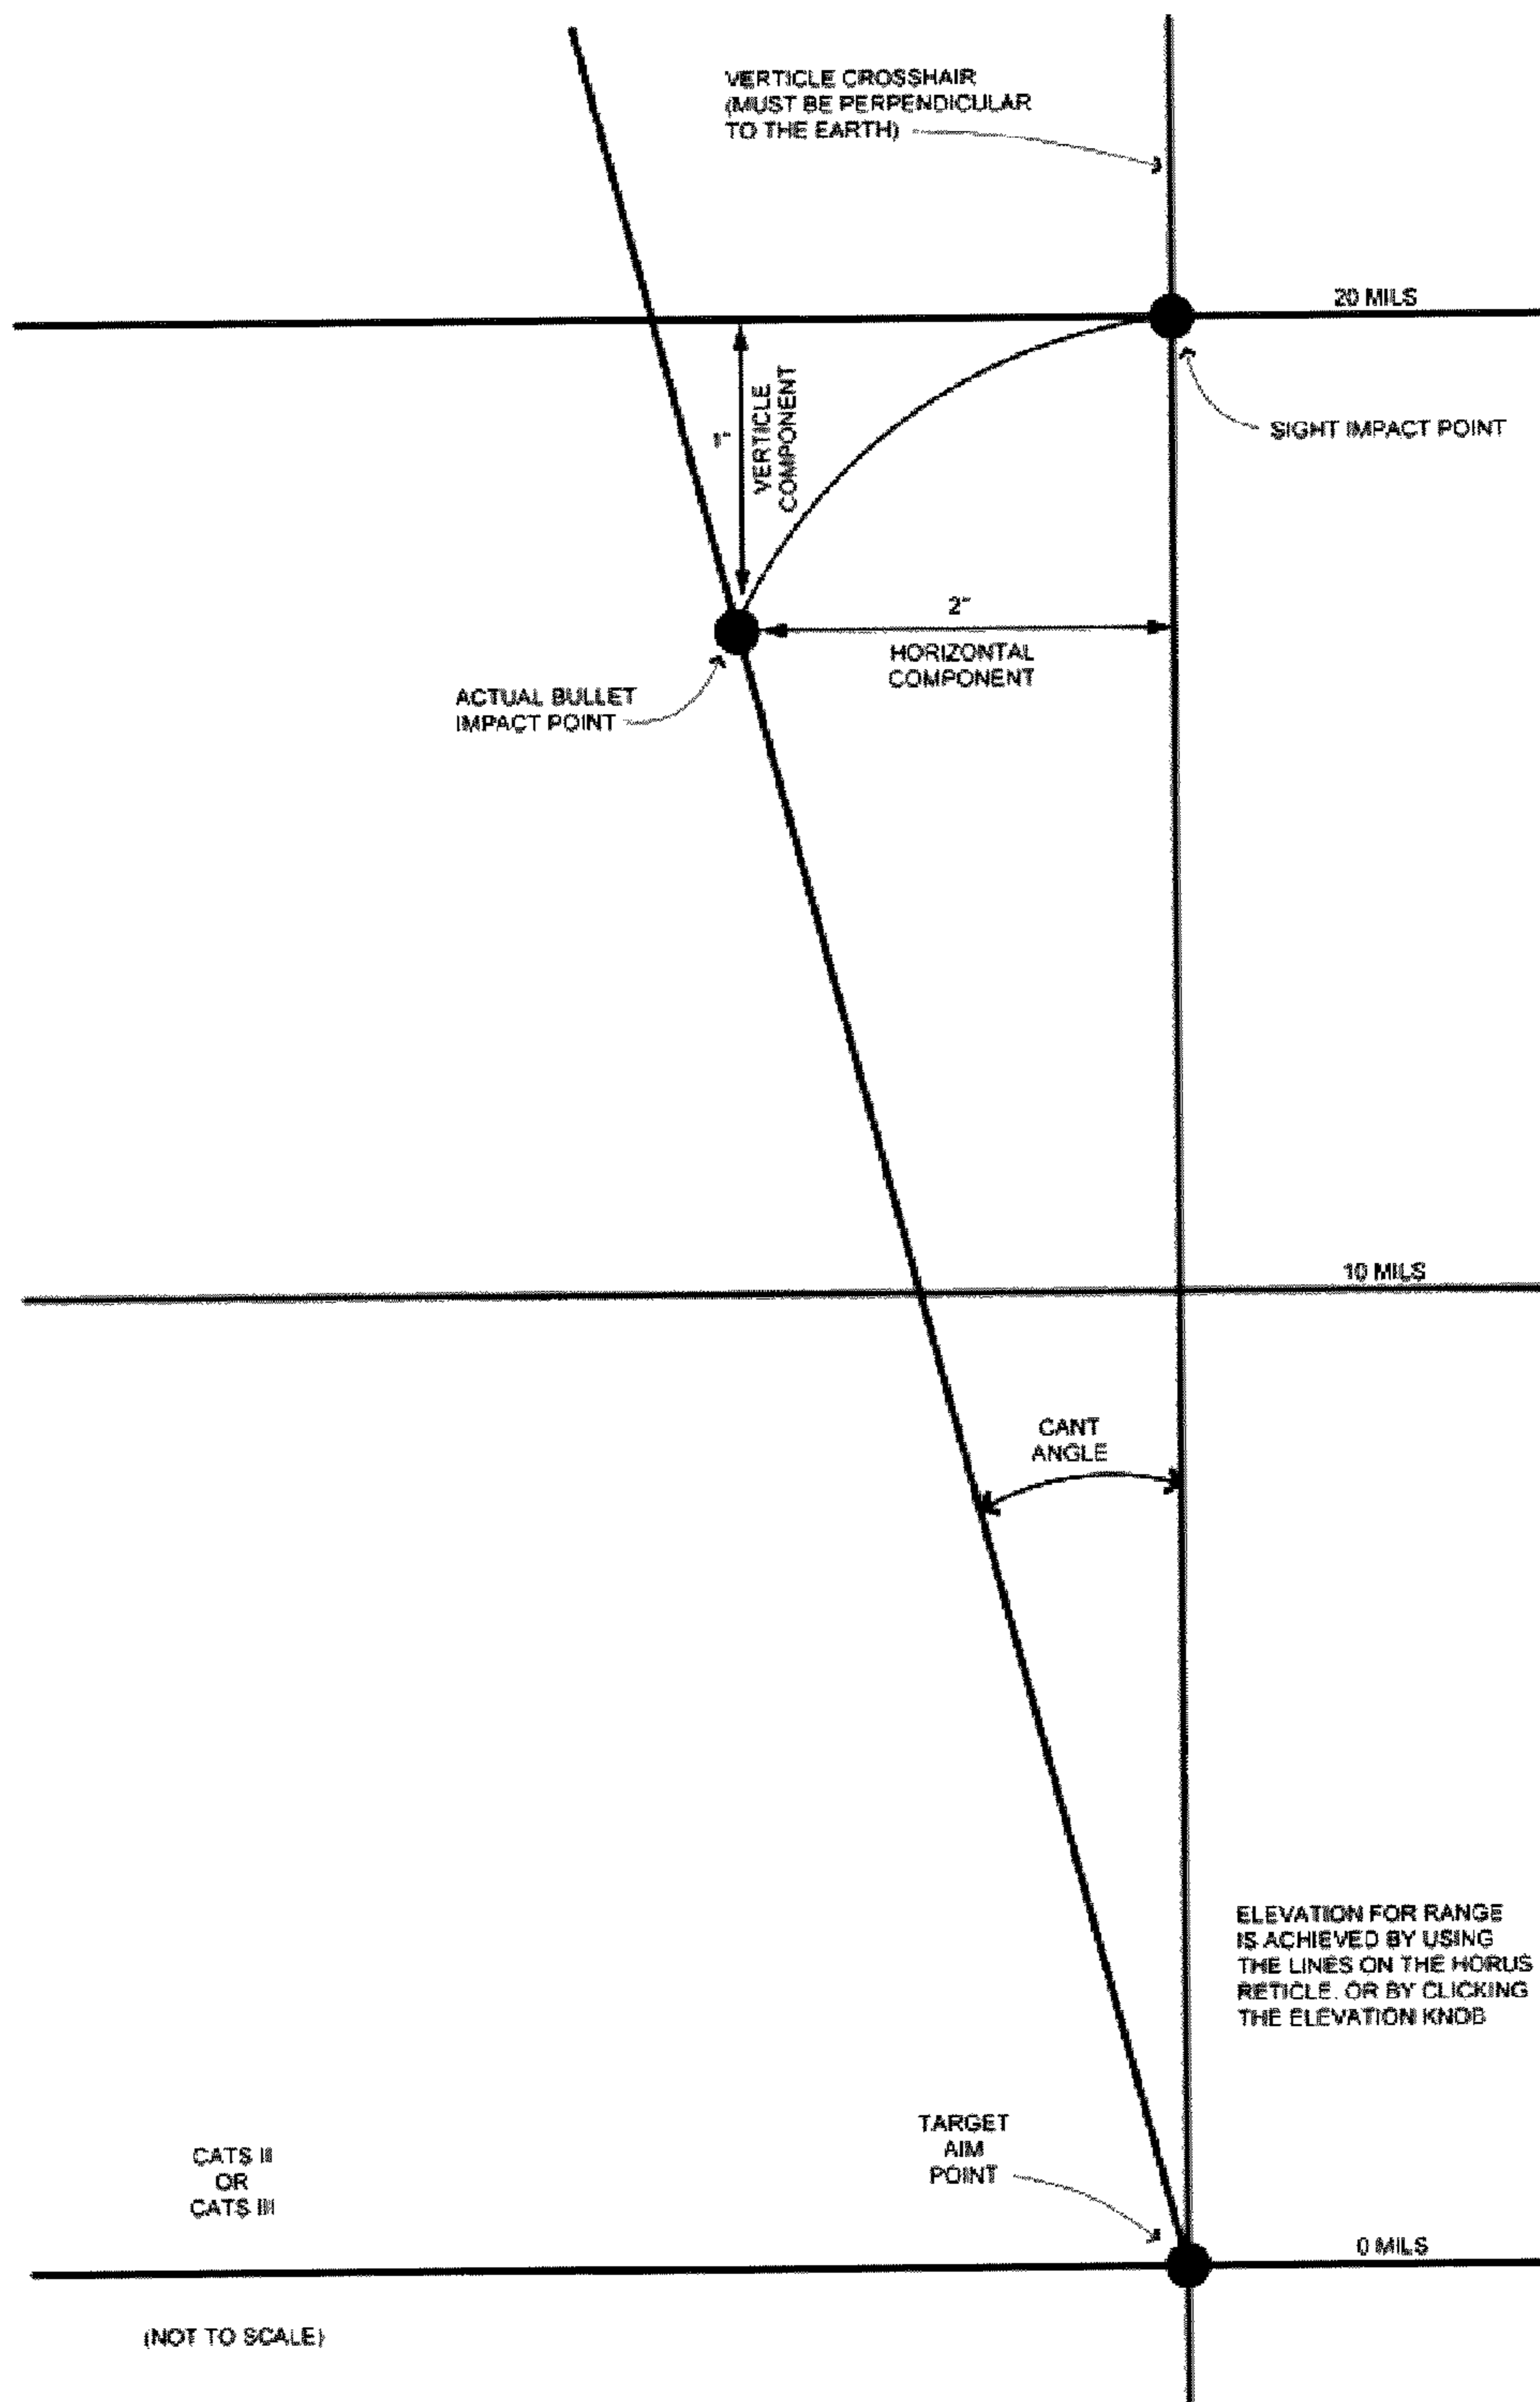 VERTICLE CROSSHAIR
(MUST BE PERPENDICULAR
TO THE EARTH)
20 MILS
1"
VERTICLE
COMPONENT
SIGHT IMPACT POINT
2"
HORIZONTAL
COMPONENT
ACTUAL BULLET
IMPACT POINT
10 MILS
CANT
ANGLE
ELEVATION FOR RANGE
IS ACHIEVED BY USING
THE LINES ON THE HORUS
RETICLE. OR BY CLICKING
THE ELEVATION KNOB
TARGET
AIM
POINT
CATS II
OR
CATS III
0 MILS
(NOT TO SCALE)